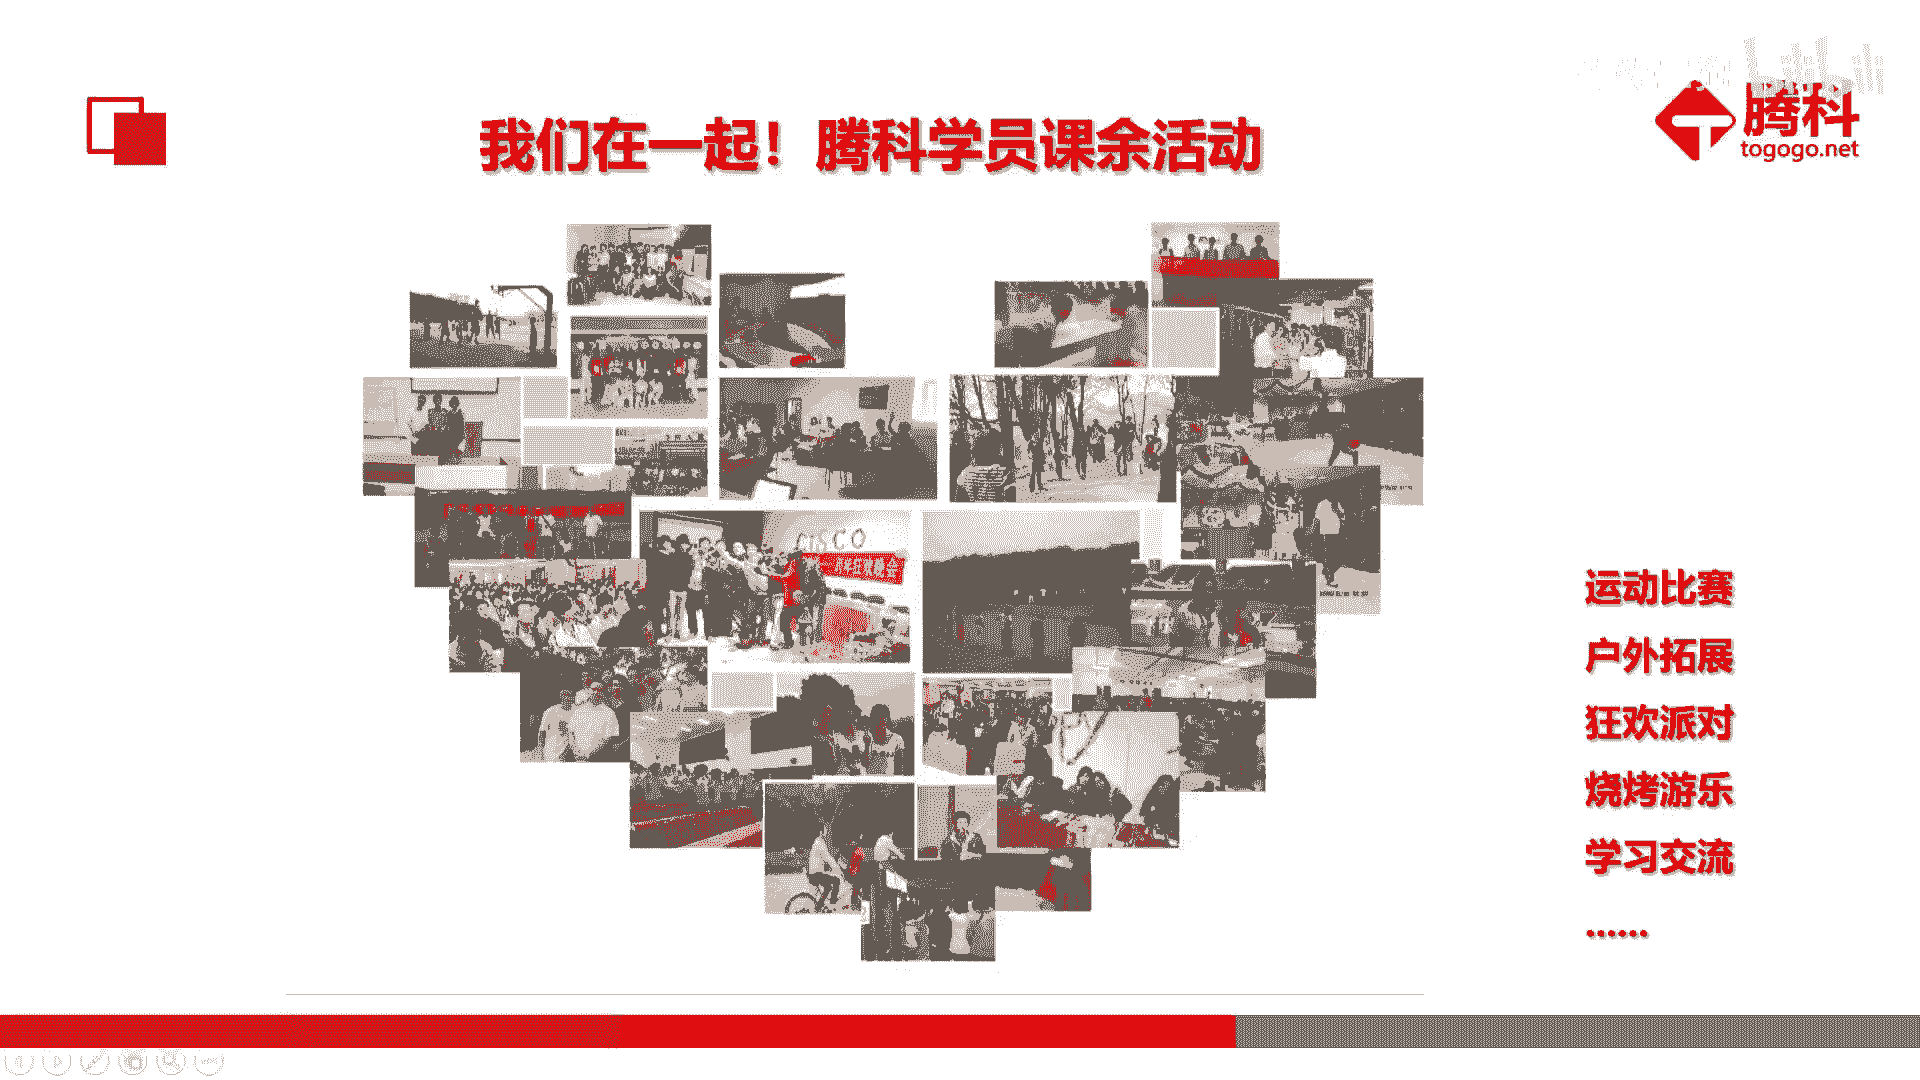 我们在一起！腾科学员课余活动
腾科
togogo.net
CISCO
运动比赛
户外拓展
狂欢派对
烧烤游乐
学习交流
......